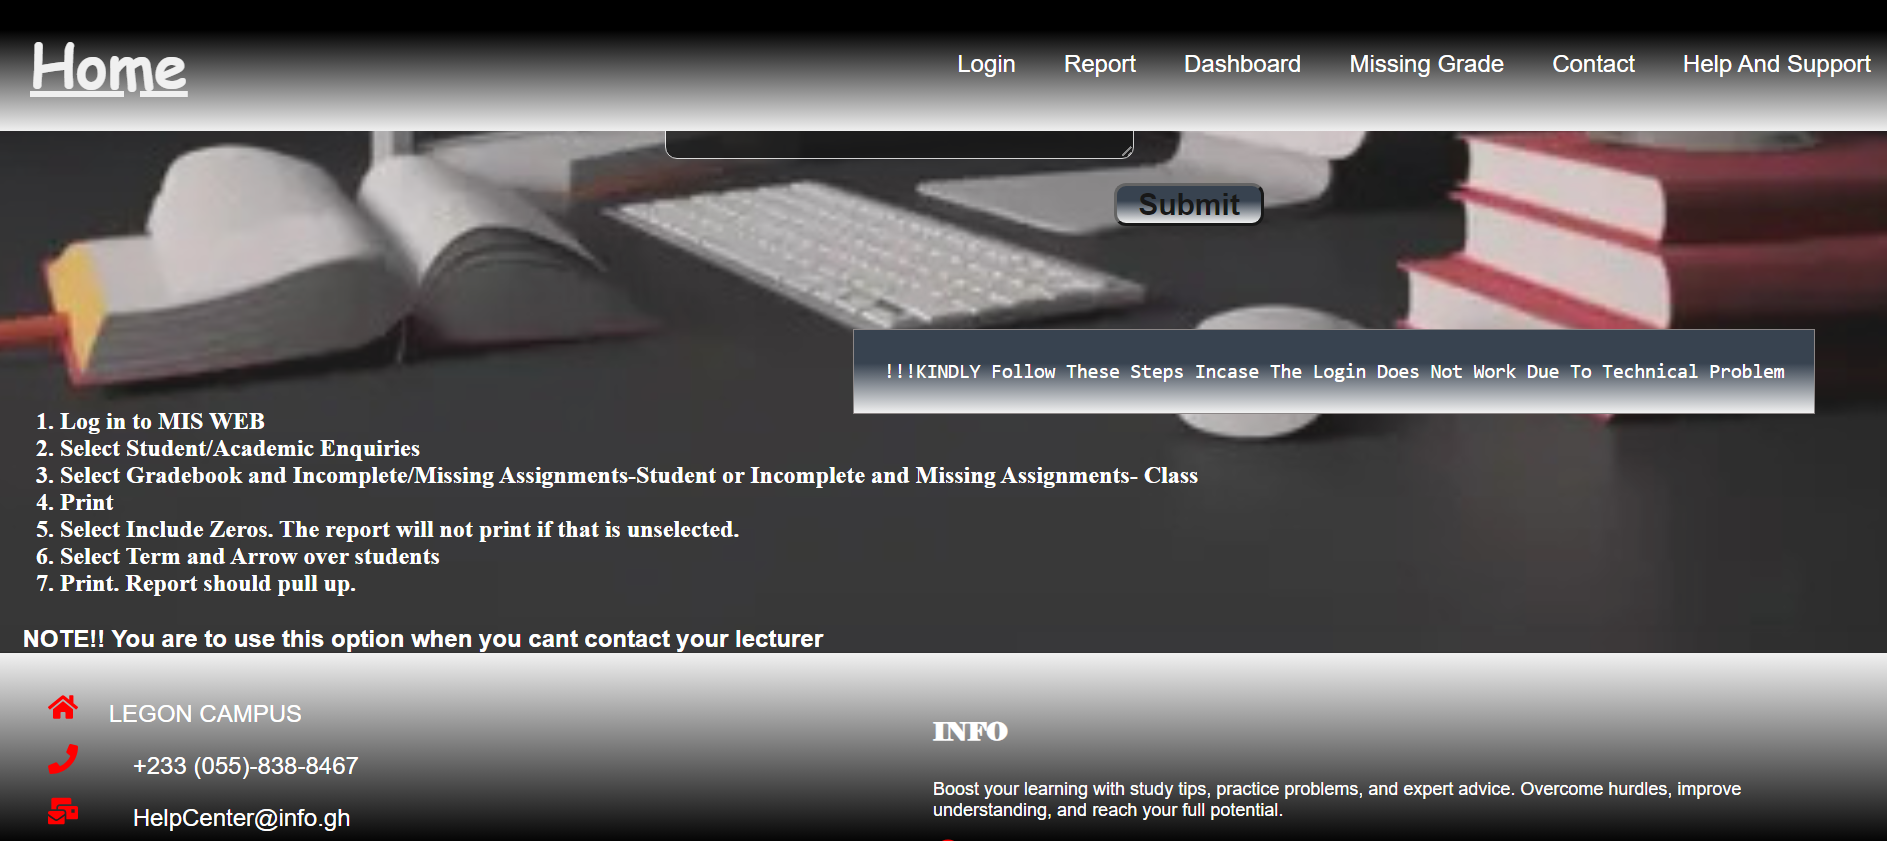 Home
Login Report Dashboard Missing Grade Contact Help And Support
Submit
!!!KINDLY Follow These Steps Incase The Login Does Not Work Due To Technical Problem
1. Log in to MIS WEB
2. Select Student/Academic Enquiries
3. Select Gradebook and Incomplete/Missing Assignments-Student or Incomplete and Missing Assignments- Class
4. Print
5. Select Include Zeros. The report will not print if that is unselected.
6. Select Term and Arrow over students
7. Print. Report should pull up.
NOTE!! You are to use this option when you cant contact your lecturer
LEGON CAMPUS
+233 (055)-838-8467
HelpCenter@info.gh
INFO
Boost your learning with study tips, practice problems, and expert advice. Overcome hurdles, improve
understanding, and reach your full potential.